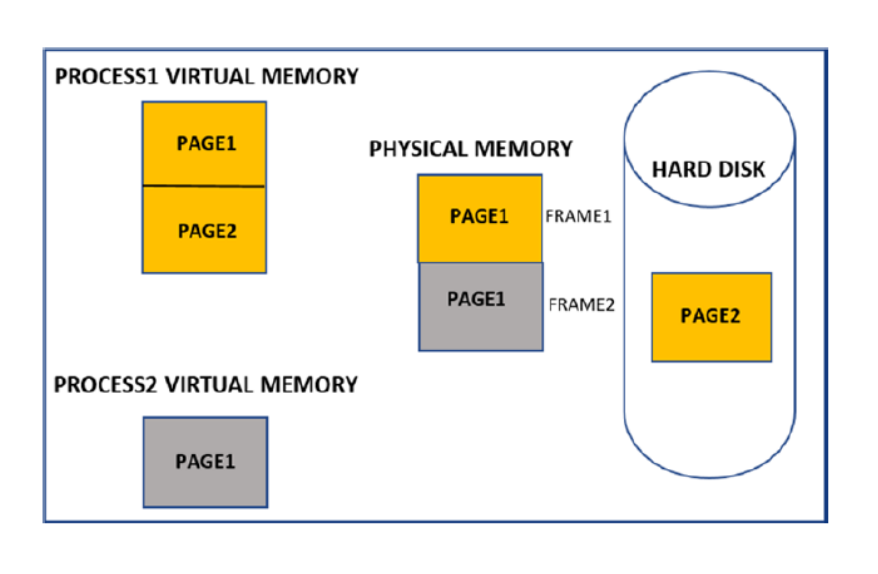 PROCESS1 VIRTUAL MEMORY
PAGE1
PAGE2
PHYSICAL MEMORY
PAGE1 FRAME1
PAGE1 FRAME2
HARD DISK
PAGE2
PROCESS2 VIRTUAL MEMORY
PAGE1